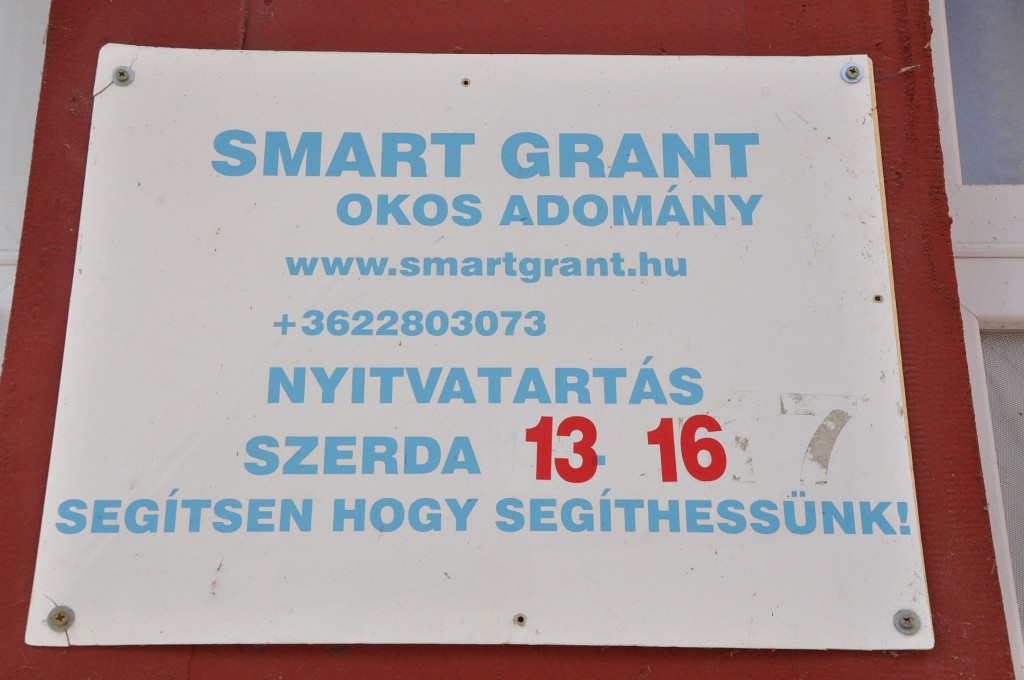 SMART GRANT
OKOS ADOMÁNY
www.smartgrant.hu
+3622803073
NYITVATARTÁS
SZERDA 13 - 16
SEGÍTSEN HOGY SEGÍTHESSÜNK!